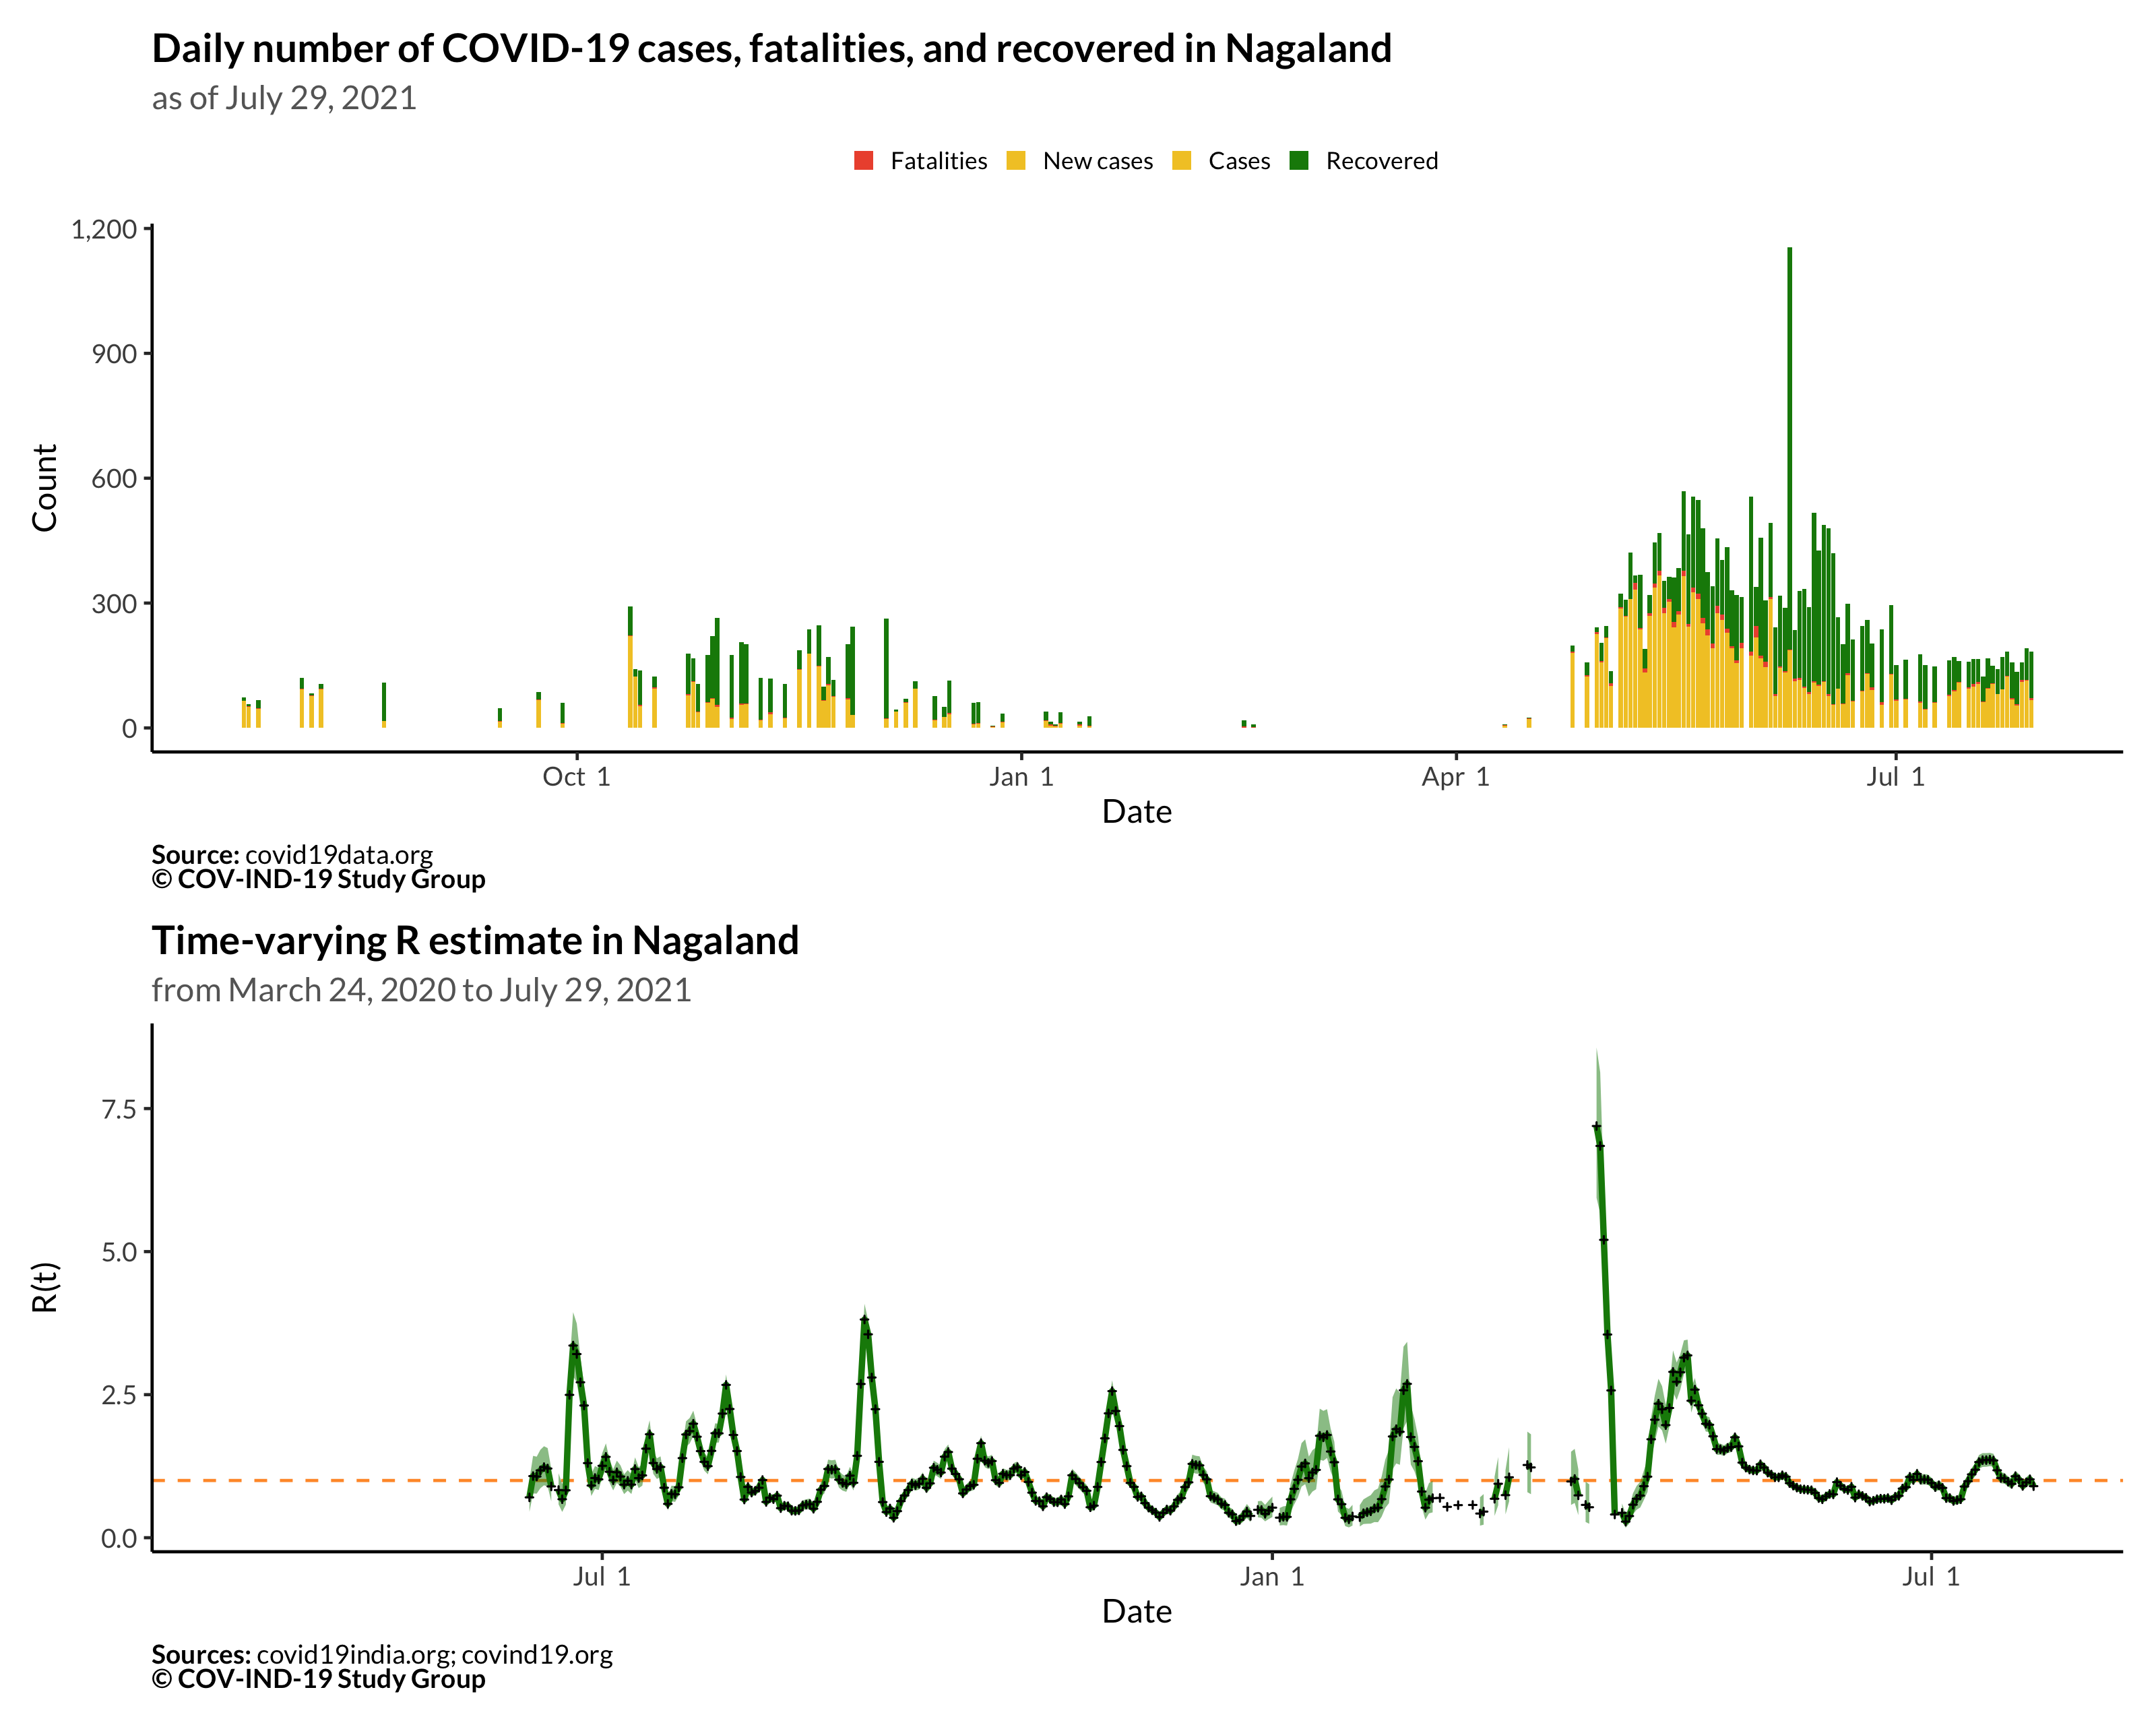 Daily number of COVID-19 cases, fatalities, and recovered in Nagaland
as of July 29, 2021
Fatalities New cases Cases Recovered
1,200
900
600
300
0
Count
Oct 1 Jan 1 Apr 1 Jul 1
Date
Source: covid19data.org
© COV-IND-19 Study Group
Time-varying R estimate in Nagaland
from March 24, 2020 to July 29, 2021
7.5
5.0
2.5
0.0
R(t)
Jul 1 Jan 1 Jul 1
Date
Sources: covid19india.org; covind19.org
© COV-IND-19 Study Group